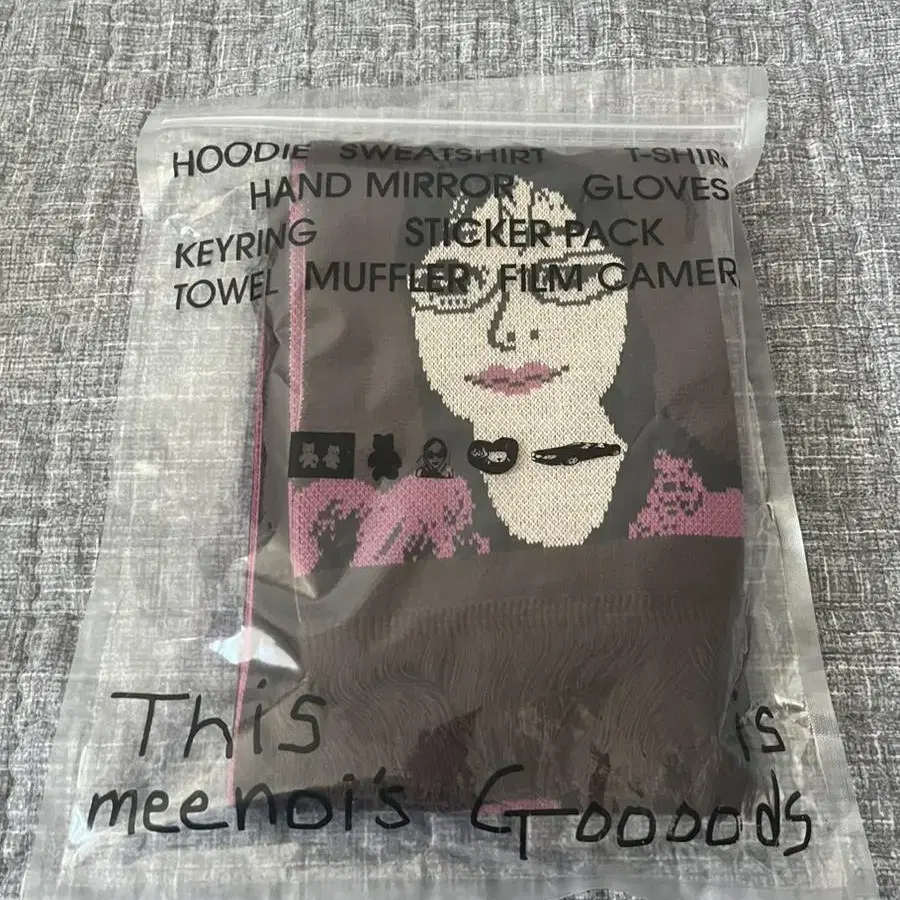 HOODIE SWEATSHIRT T-SHIR
HAND MIRROR GLOVES
KEYRING STICKER PACK
TOWEL MUFFLER FILM CAMER
This is
meenoi's Gooooods